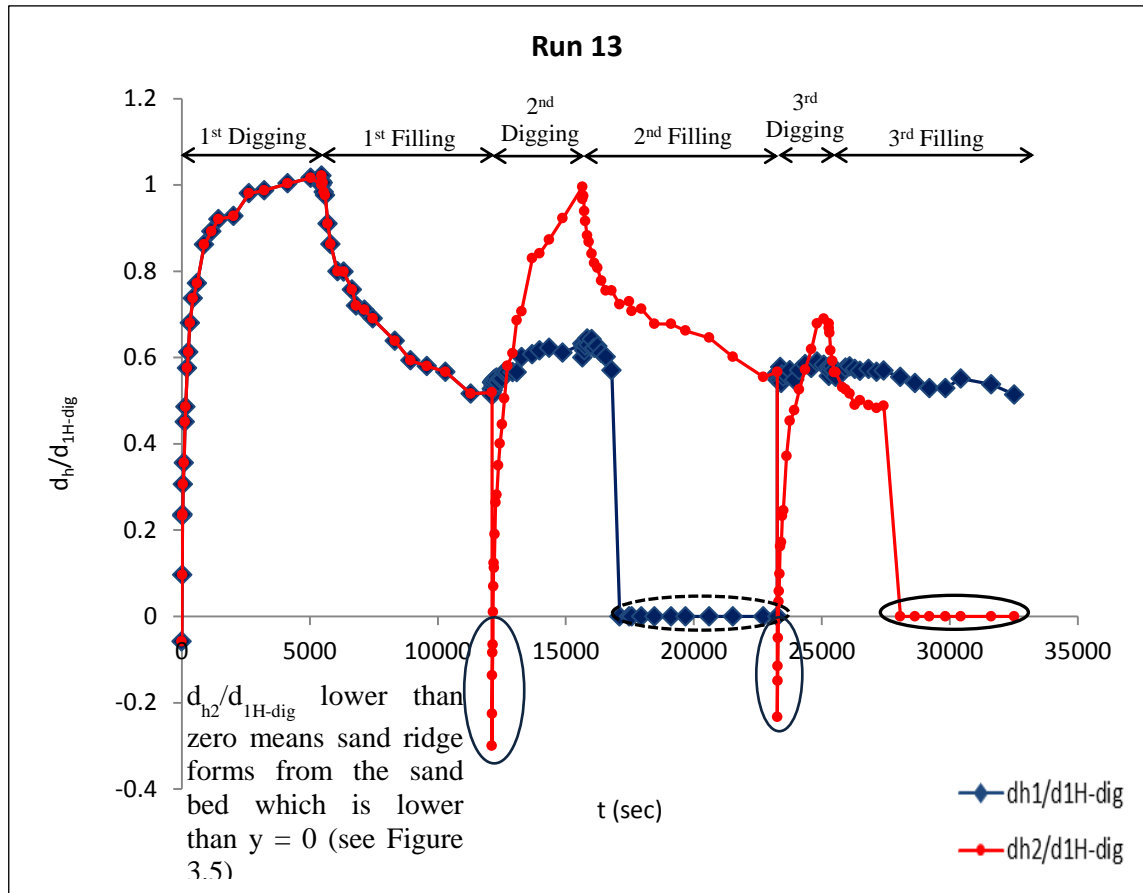 Run 13
1.2
1
0.8
0.6
0.4
0.2
0
-0.2
-0.4
dh/d1H-dig
1st Digging
1st Filling
2nd
Digging
2nd Filling
3rd
Digging
3rd Filling
0 5000 10000 15000 20000 25000 30000 35000
dh2/d1H-dig lower than
zero means sand ridge
forms from the sand
bed which is lower
than y = 0 (see Figure
3.5)
t (sec)
dh1/d1H-dig
dh2/d1H-dig